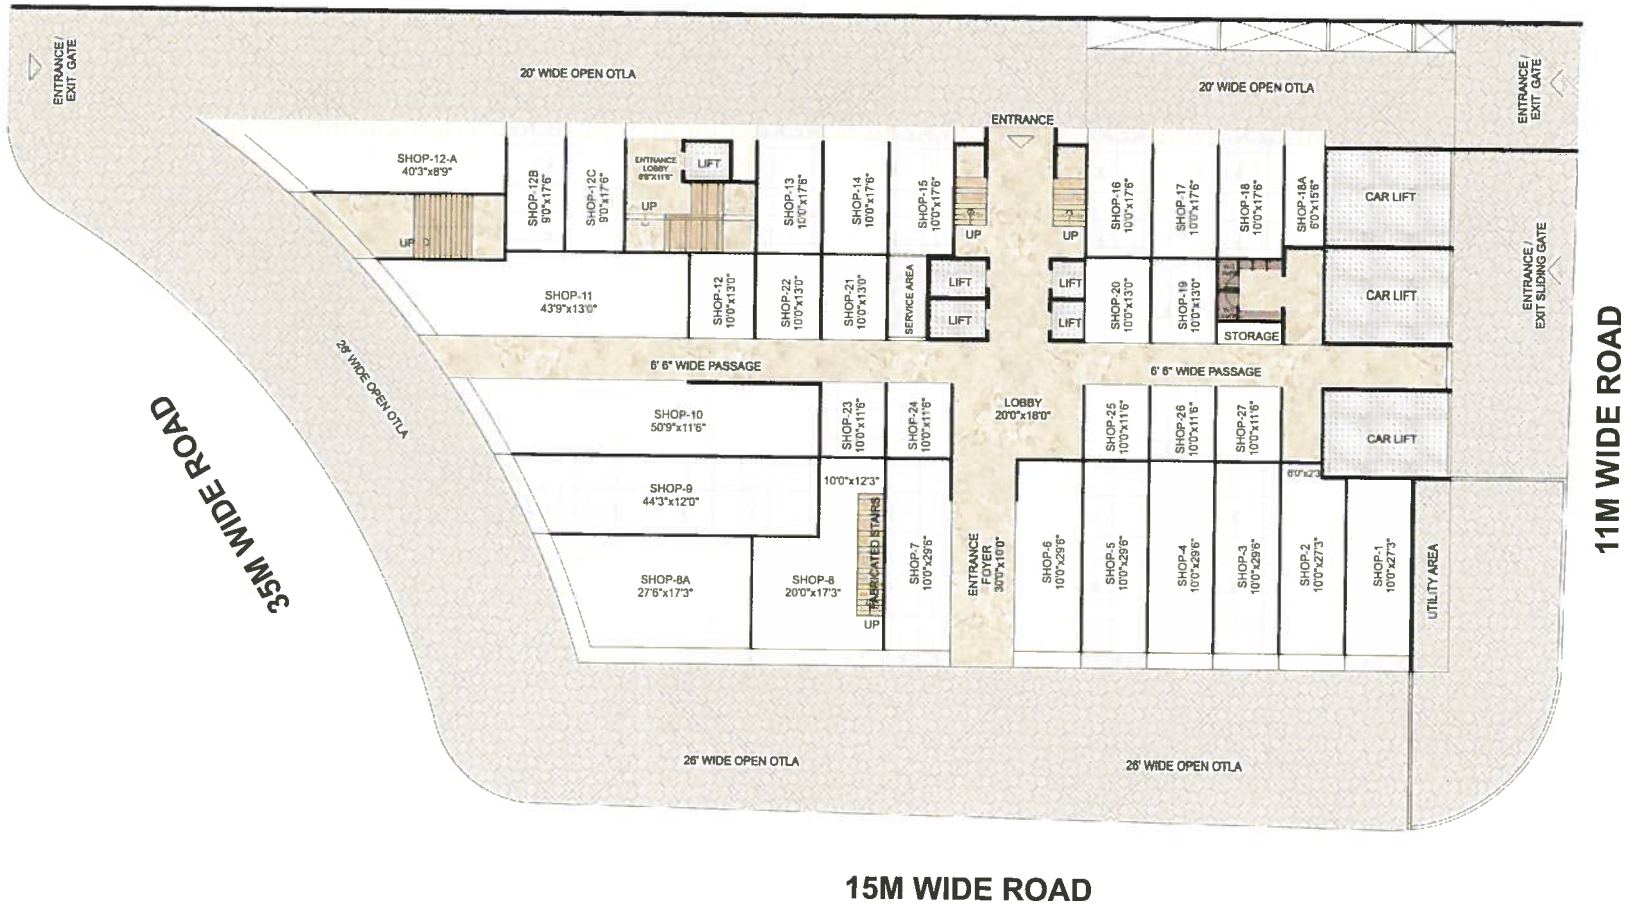 ENTRANCE /
EXIT GATE
20' WIDE OPEN OTLA
20' WIDE OPEN OTLA
ENTRANCE /
EXIT GATE
ENTRANCE
SHOP-12-A
40'3"x8'9"
SHOP-12B
9'0"x17'6"
SHOP-12C
9'0"x17'6"
ENTRANCE
LOBBY
LIFT
UP
SHOP-13
10'0"x17'6"
SHOP-14
10'0"x17'6"
SHOP-15
10'0"x17'6"
UP
UP
SHOP-16
10'0"x17'6"
SHOP-17
10'0"x17'6"
SHOP-18
10'0"x17'6"
SHOP-18A
6'0"x15'6"
CAR LIFT
UP
SHOP-11
43'9"x13'0"
SHOP-12
10'0"x13'0"
SHOP-22
10'0"x13'0"
SHOP-21
10'0"x13'0"
SERVICE AREA
LIFT
LIFT
LIFT
LIFT
SHOP-20
10'0"x13'0"
SHOP-19
10'0"x13'0"
STORAGE
CAR LIFT
ENTRANCE /
EXIT SLIDING GATE
26' WIDE OPEN OTLA
6' 6" WIDE PASSAGE
6' 6" WIDE PASSAGE
LOBBY
20'0"x18'0"
SHOP-10
50'9"x11'6"
SHOP-23
10'0"x11'6"
SHOP-24
10'0"x11'6"
SHOP-25
10'0"x11'6"
SHOP-26
10'0"x11'6"
SHOP-27
10'0"x11'6"
CAR LIFT
11M WIDE ROAD
35M WIDE ROAD
SHOP-9
44'3"x12'0"
10'0"x12'3"
SHOP-8A
27'6"x17'3"
SHOP-8
20'0"x17'3"
FABRICATED STAIRS
UP
SHOP-7
10'0"x29'6"
ENTRANCE
FOYER
30'0"x10'0"
SHOP-6
10'0"x29'6"
SHOP-5
10'0"x29'6"
SHOP-4
10'0"x29'6"
SHOP-3
10'0"x29'6"
SHOP-2
10'0"x27'3"
SHOP-1
10'0"x27'3"
UTILITY AREA
26' WIDE OPEN OTLA
26' WIDE OPEN OTLA
15M WIDE ROAD